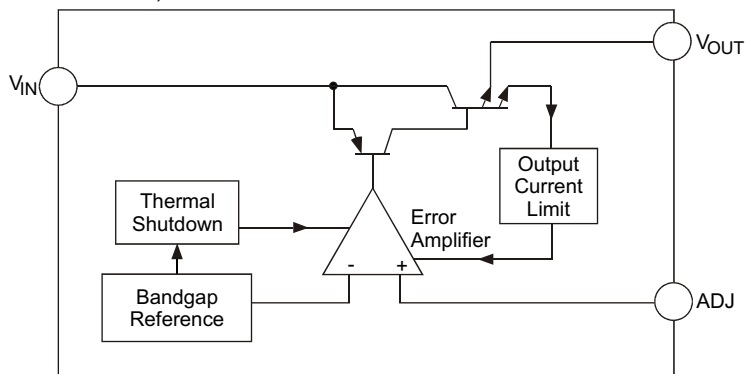 VOUT
VIN
Output
Current
Limit
Thermal
Shutdown
Error
Amplifier
- +
Bandgap
Reference
ADJ